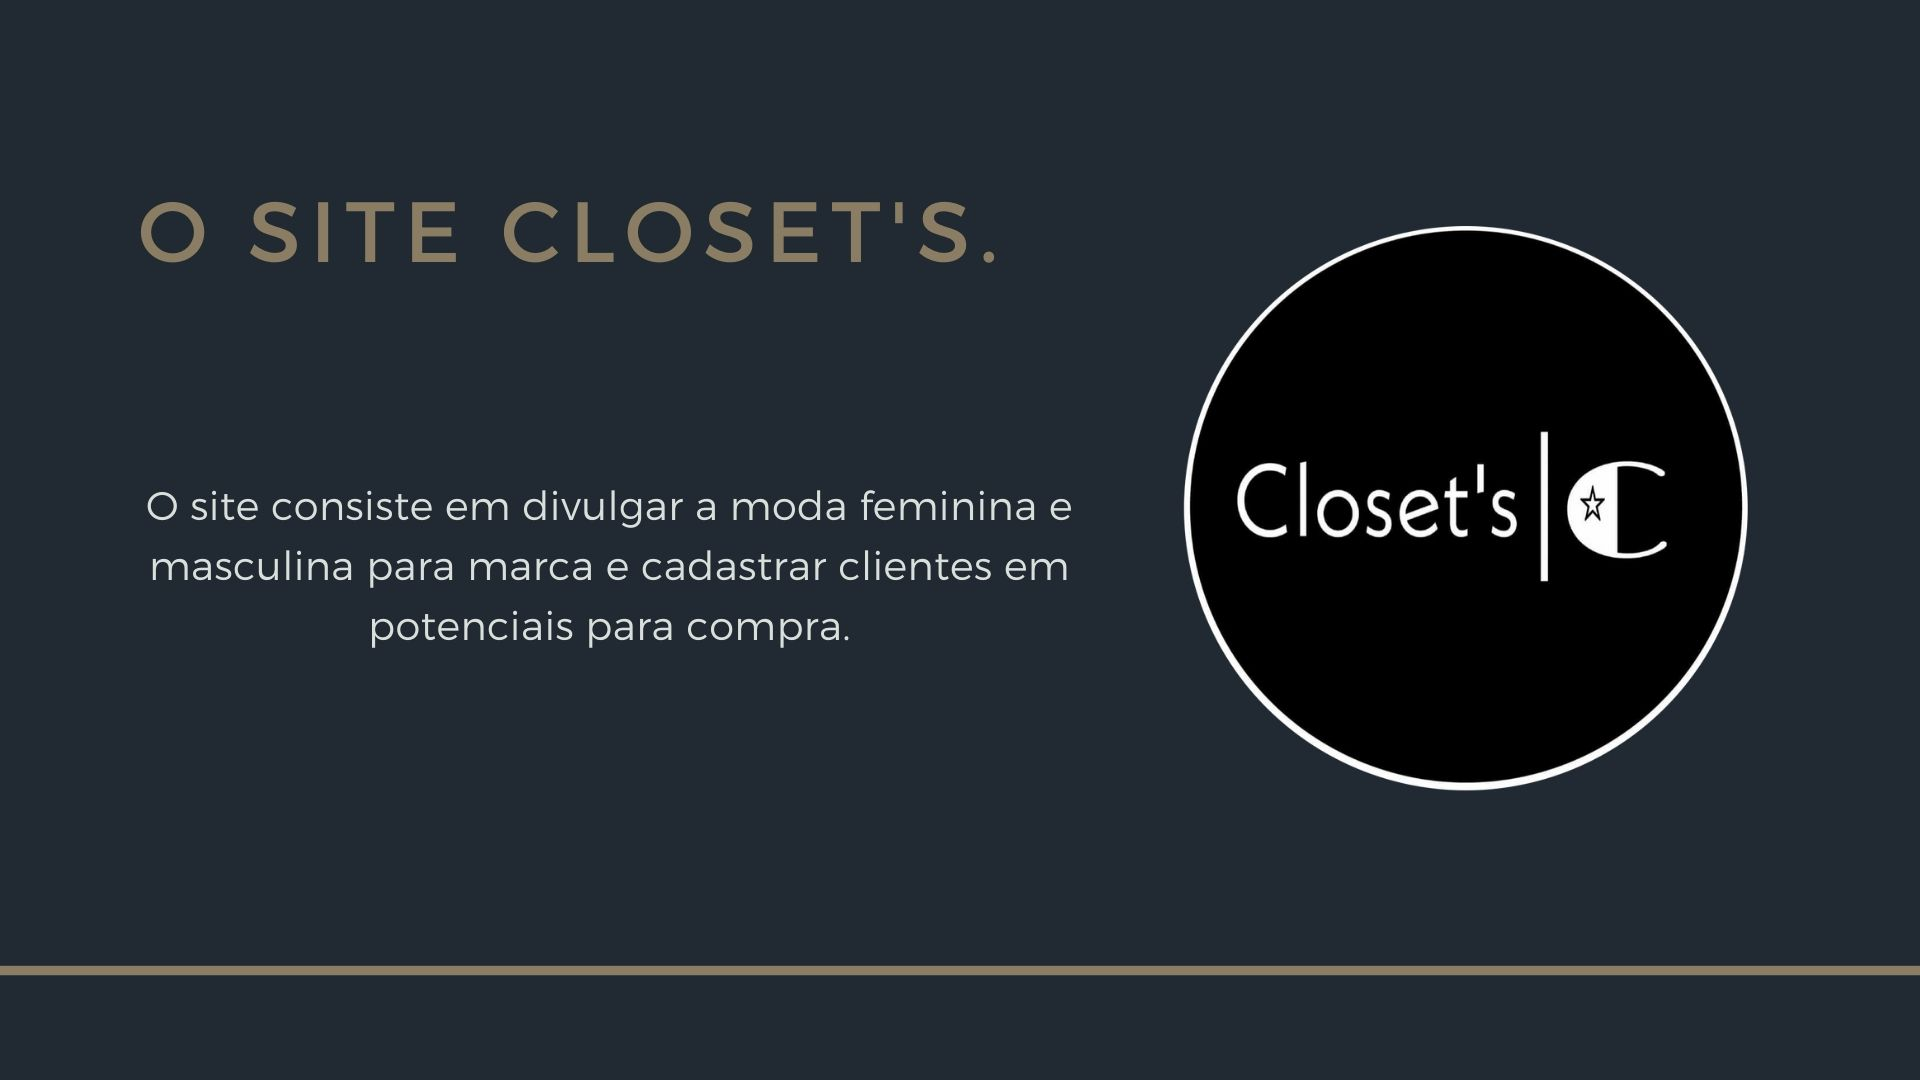 O SITE CLOSET'S.
O site consiste em divulgar a moda feminina e
masculina para marca e cadastrar clientes em
potenciais para compra.
Closet's | C